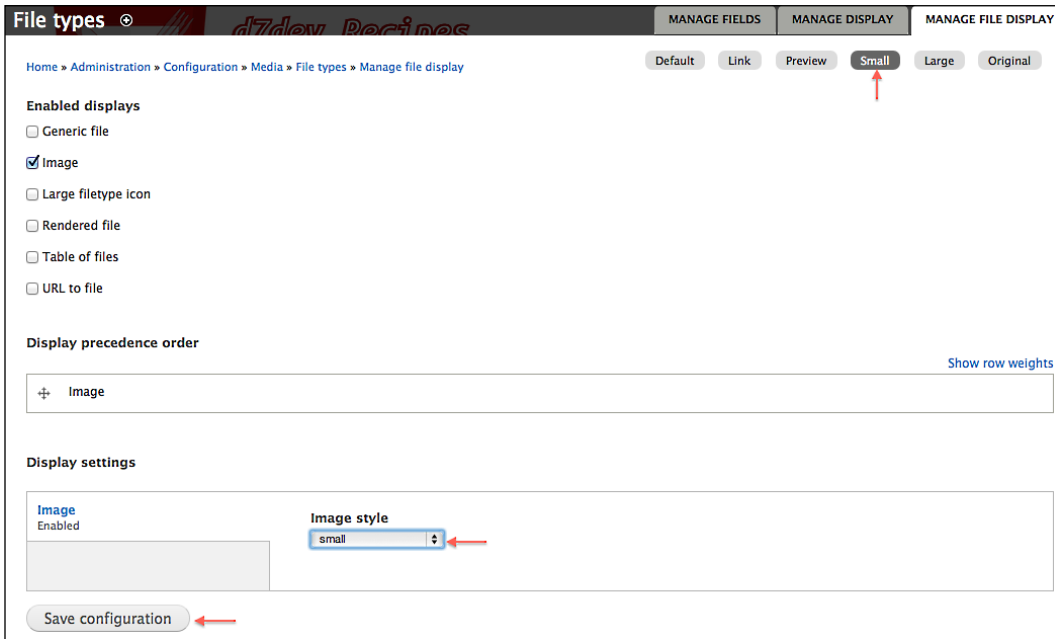 File types
d7dev Recipes
MANAGE FIELDS MANAGE DISPLAY MANAGE FILE DISPLAY
Home » Administration » Configuration » Media » File types » Manage file display
Default Link Preview Small Large Original
Enabled displays
Generic file
Image
Large filetype icon
Rendered file
Table of files
URL to file
Display precedence order
Show row weights
Image
Display settings
Image
Enabled
Image style
small
Save configuration